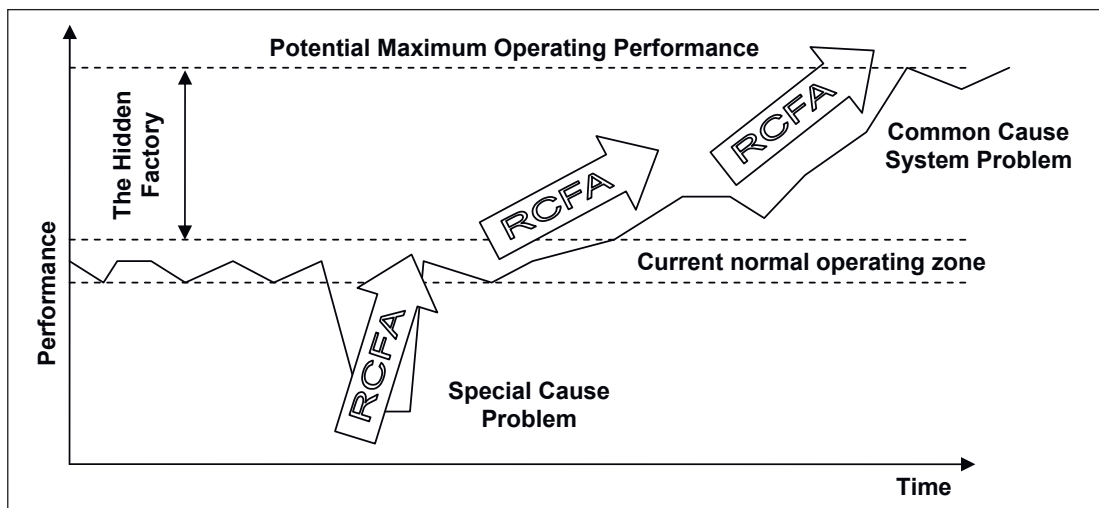 Potential Maximum Operating Performance
The Hidden
Factory
RCFA
Common Cause
System Problem
RCFA
Current normal operating zone
Performance
RCFA
Special Cause
Problem
Time